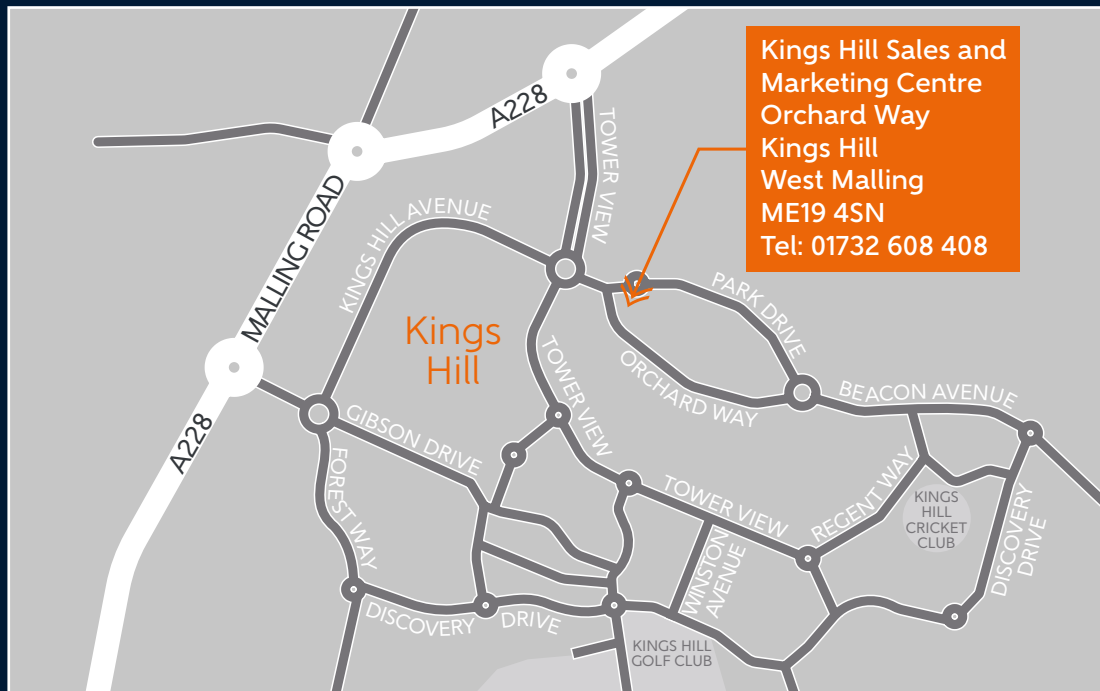 Kings Hill Sales and
Marketing Centre
Orchard Way
Kings Hill
West Malling
ME19 4SN
Tel: 01732 608 408
A228
TOWER VIEW
MALLING ROAD
KINGS HILL AVENUE
PARK DRIVE
Kings
Hill
TOWER VIEW
ORCHARD WAY
BEACON AVENUE
A228
GIBSON DRIVE
FOREST WAY
TOWER VIEW
REGENT WAY
KINGS
HILL
CRICKET
CLUB
WINSTON
AVENUE
DISCOVERY
DRIVE
DISCOVERY DRIVE
KINGS HILL
GOLF CLUB